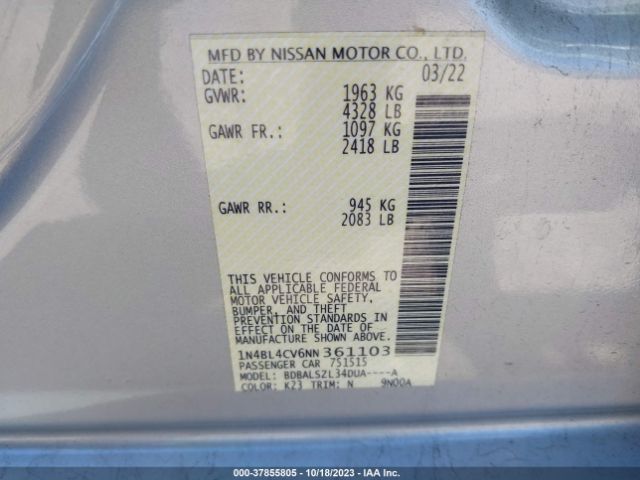 MFD BY NISSAN MOTOR CO., LTD.
DATE: 03/22
GVWR: 1963 KG
4328 LB
GAWR FR.: 1097 KG
2418 LB
GAWR RR.: 945 KG
2083 LB
THIS VEHICLE CONFORMS TO
ALL APPLICABLE FEDERAL
MOTOR VEHICLE SAFETY,
BUMPER, AND THEFT
PREVENTION STANDARDS IN
EFFECT ON THE DATE OF
MANUFACTURE SHOWN ABOVE.
1N4BL4CV6NN 361103
PASSENGER CAR 751515
MODEL: BDBALSZL34DUA----A
COLOR: K23 TRIM: N 9N00A
000-37855805 - 10/18/2023 - IAA Inc.